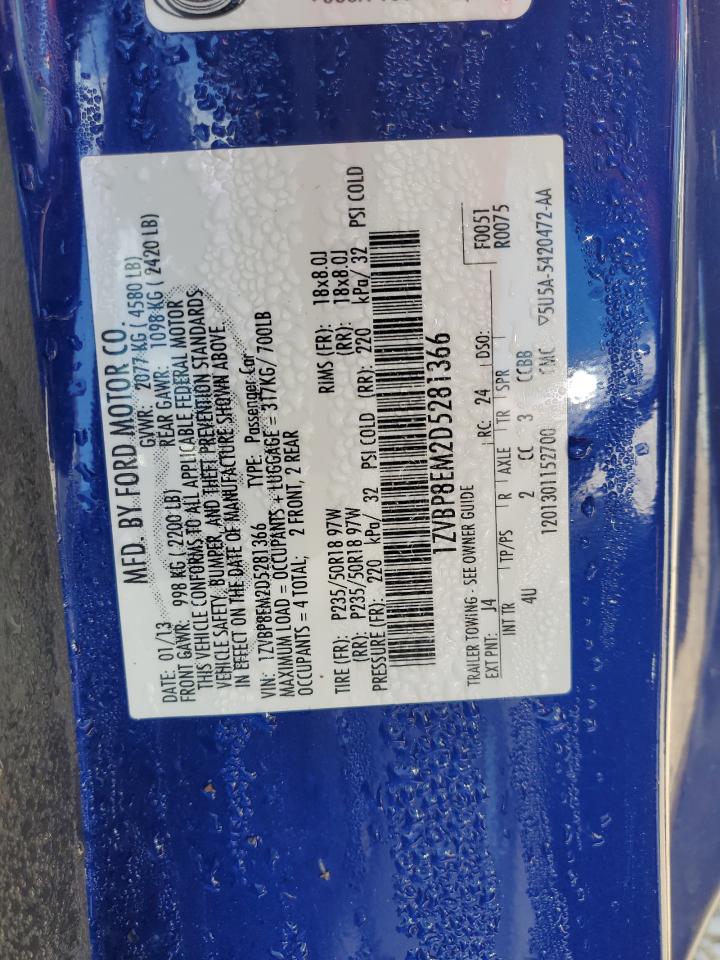 MFD. BY FORD MOTOR CO.
DATE: 01/13 GVWR: 2077 KG ( 4580 LB)
FRONT GAWR: 998 KG ( 2200 LB) REAR GAWR: 1098 KG ( 2420 LB)
THIS VEHICLE CONFORMS TO ALL APPLICABLE FEDERAL MOTOR
VEHICLE SAFETY, BUMPER, AND THEFT PREVENTION STANDARDS
IN EFFECT ON THE DATE OF MANUFACTURE SHOWN ABOVE
VIN: 1ZVBP8EM2D5281366 TYPE: Passenger Car
MAXIMUM LOAD = OCCUPANTS + LUGGAGE = 317KG/ 700LB
OCCUPANTS = 4 TOTAL; 2 FRONT, 2 REAR
TIRE (FR): P235/50R18 97W RIMS (FR): 18x8.0J
(RR): P235/50R18 97W (RR): 18x8.0J
PRESSURE (FR): 220 kPa/ 32 PSI COLD (RR): 220 kPa/ 32 PSI COLD
1ZVBP8EM2D5281366
TRAILER TOWING - SEE OWNER GUIDE F0051
EXT PNT: J4 RC: 24 DSO: R0075
INT TR TP/PS R AXLE TR SPR
4U 2 CC 3 CCBB
1201301152700 ▽5U5A-5420472-AA